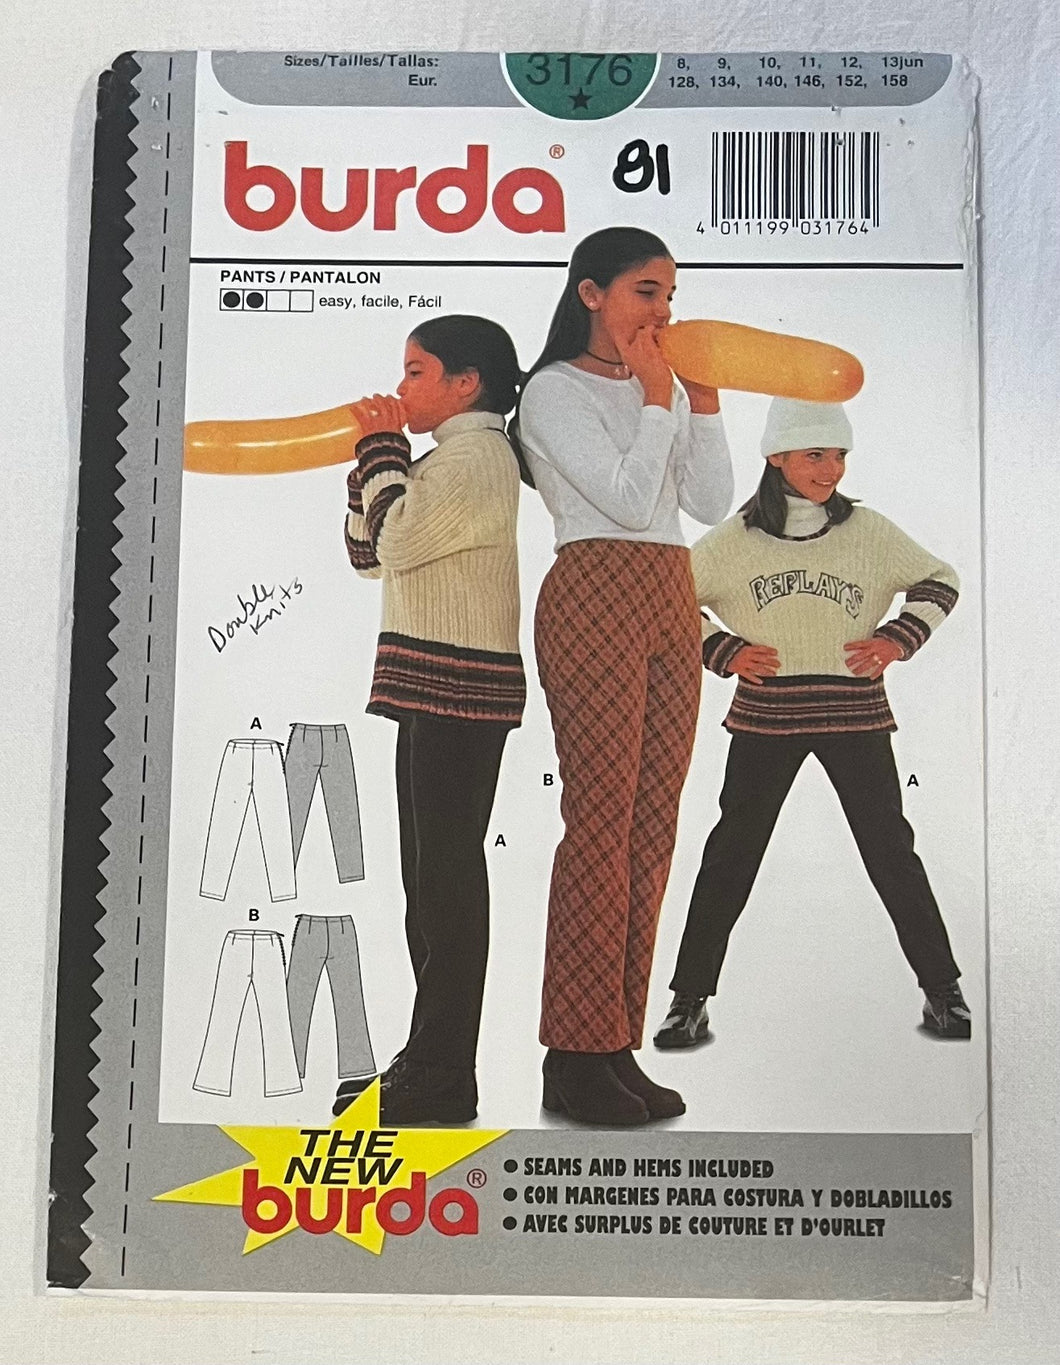 Sizes/Tailles/Tallas: 3176 8, 9, 10, 11, 12, 13jun
Eur. 128, 134, 140, 146, 152, 158
burda®
81
4 011199 031764
PANTS / PANTALON
easy, facile, Fácil
REPLAY'S
Double
Knits
A
B
A
A
B
THE
NEW
burda®
SEAMS AND HEMS INCLUDED
CON MARGENES PARA COSTURA Y DOBLADILLOS
AVEC SURPLUS DE COUTURE ET D'OURLET